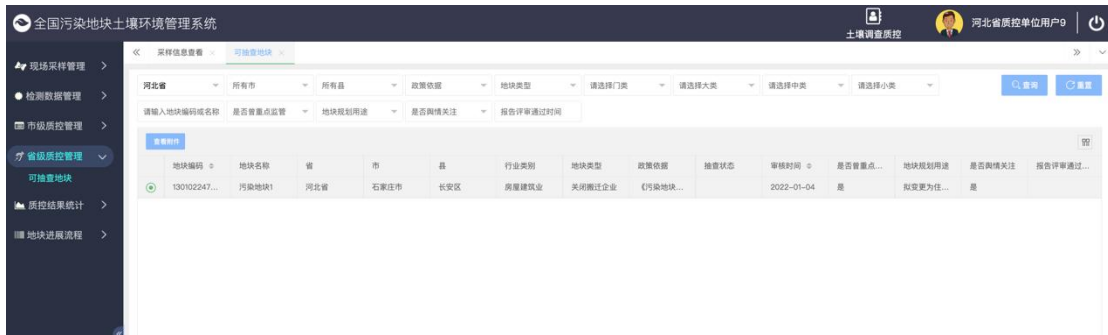 全国污染地块土壤环境管理系统
土壤调查质控
河北省质控单位用户9
现场采样管理
检测数据管理
市级质控管理
省级质控管理
可抽查地块
质控结果统计
地块进展流程
采样信息查看 × 可抽查地块 ×
河北省 所有市 所有县 政策依据 地块类型 请选择门类 请选择大类 请选择中类 请选择小类 查询 重置
请输入地块编码或名称 是否曾重点监管 地块规划用途 是否舆情关注 报告评审通过时间
查看附件
地块编码 地块名称 省 市 县 行业类别 地块类型 政策依据 抽查状态 审核时间 是否曾重点... 地块规划用途 是否舆情关注 报告评审通过...
130102247... 污染地块1 河北省 石家庄市 长安区 房屋建筑业 关闭搬迁企业 《污染地块... 2022-01-04 是 拟变更为住... 是